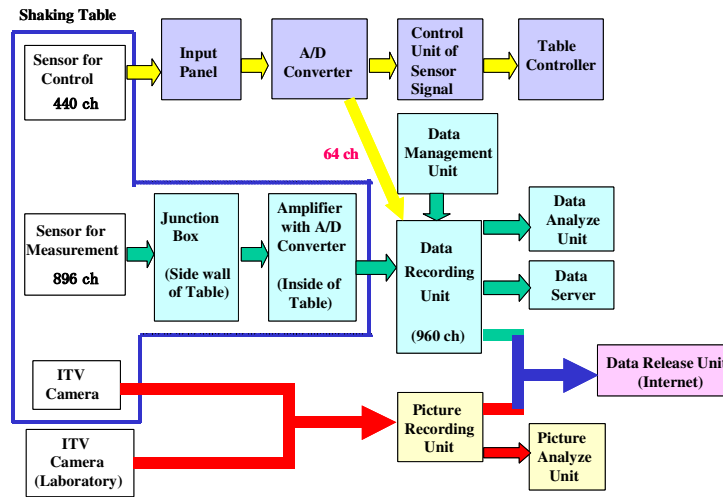 Shaking Table
Sensor for
Control
440 ch
Input
Panel
A/D
Converter
Control
Unit of
Sensor
Signal
Table
Controller
64 ch
Data
Management
Unit
Sensor for
Measurement
896 ch
Junction
Box
(Side wall
of Table)
Amplifier
with A/D
Converter
(Inside of
Table)
Data
Recording
Unit
(960 ch)
Data
Analyze
Unit
Data
Server
Data Release Unit
(Internet)
ITV
Camera
ITV
Camera
(Laboratory)
Picture
Recording
Unit
Picture
Analyze
Unit